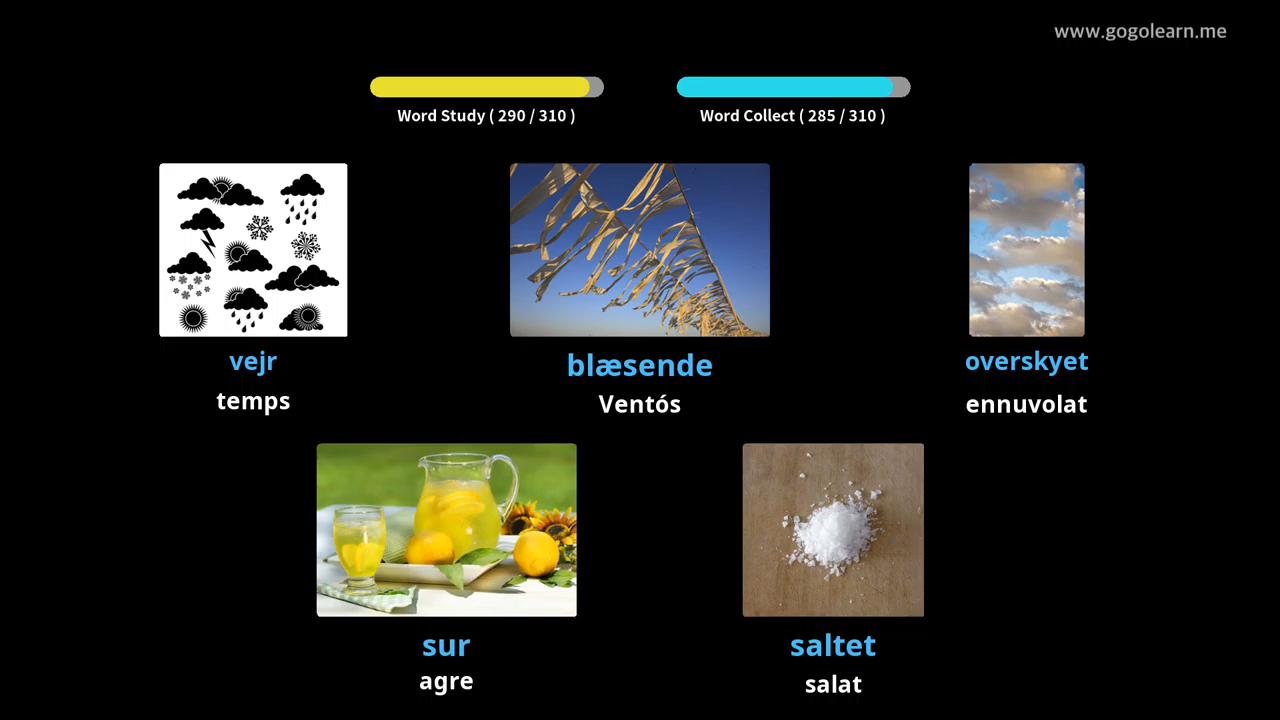 www.gogolearn.me
Word Study ( 290 / 310 )
Word Collect ( 285 / 310 )
vejr
temps
blæsende
Ventós
overskyet
ennuvolat
sur
agre
saltet
salat